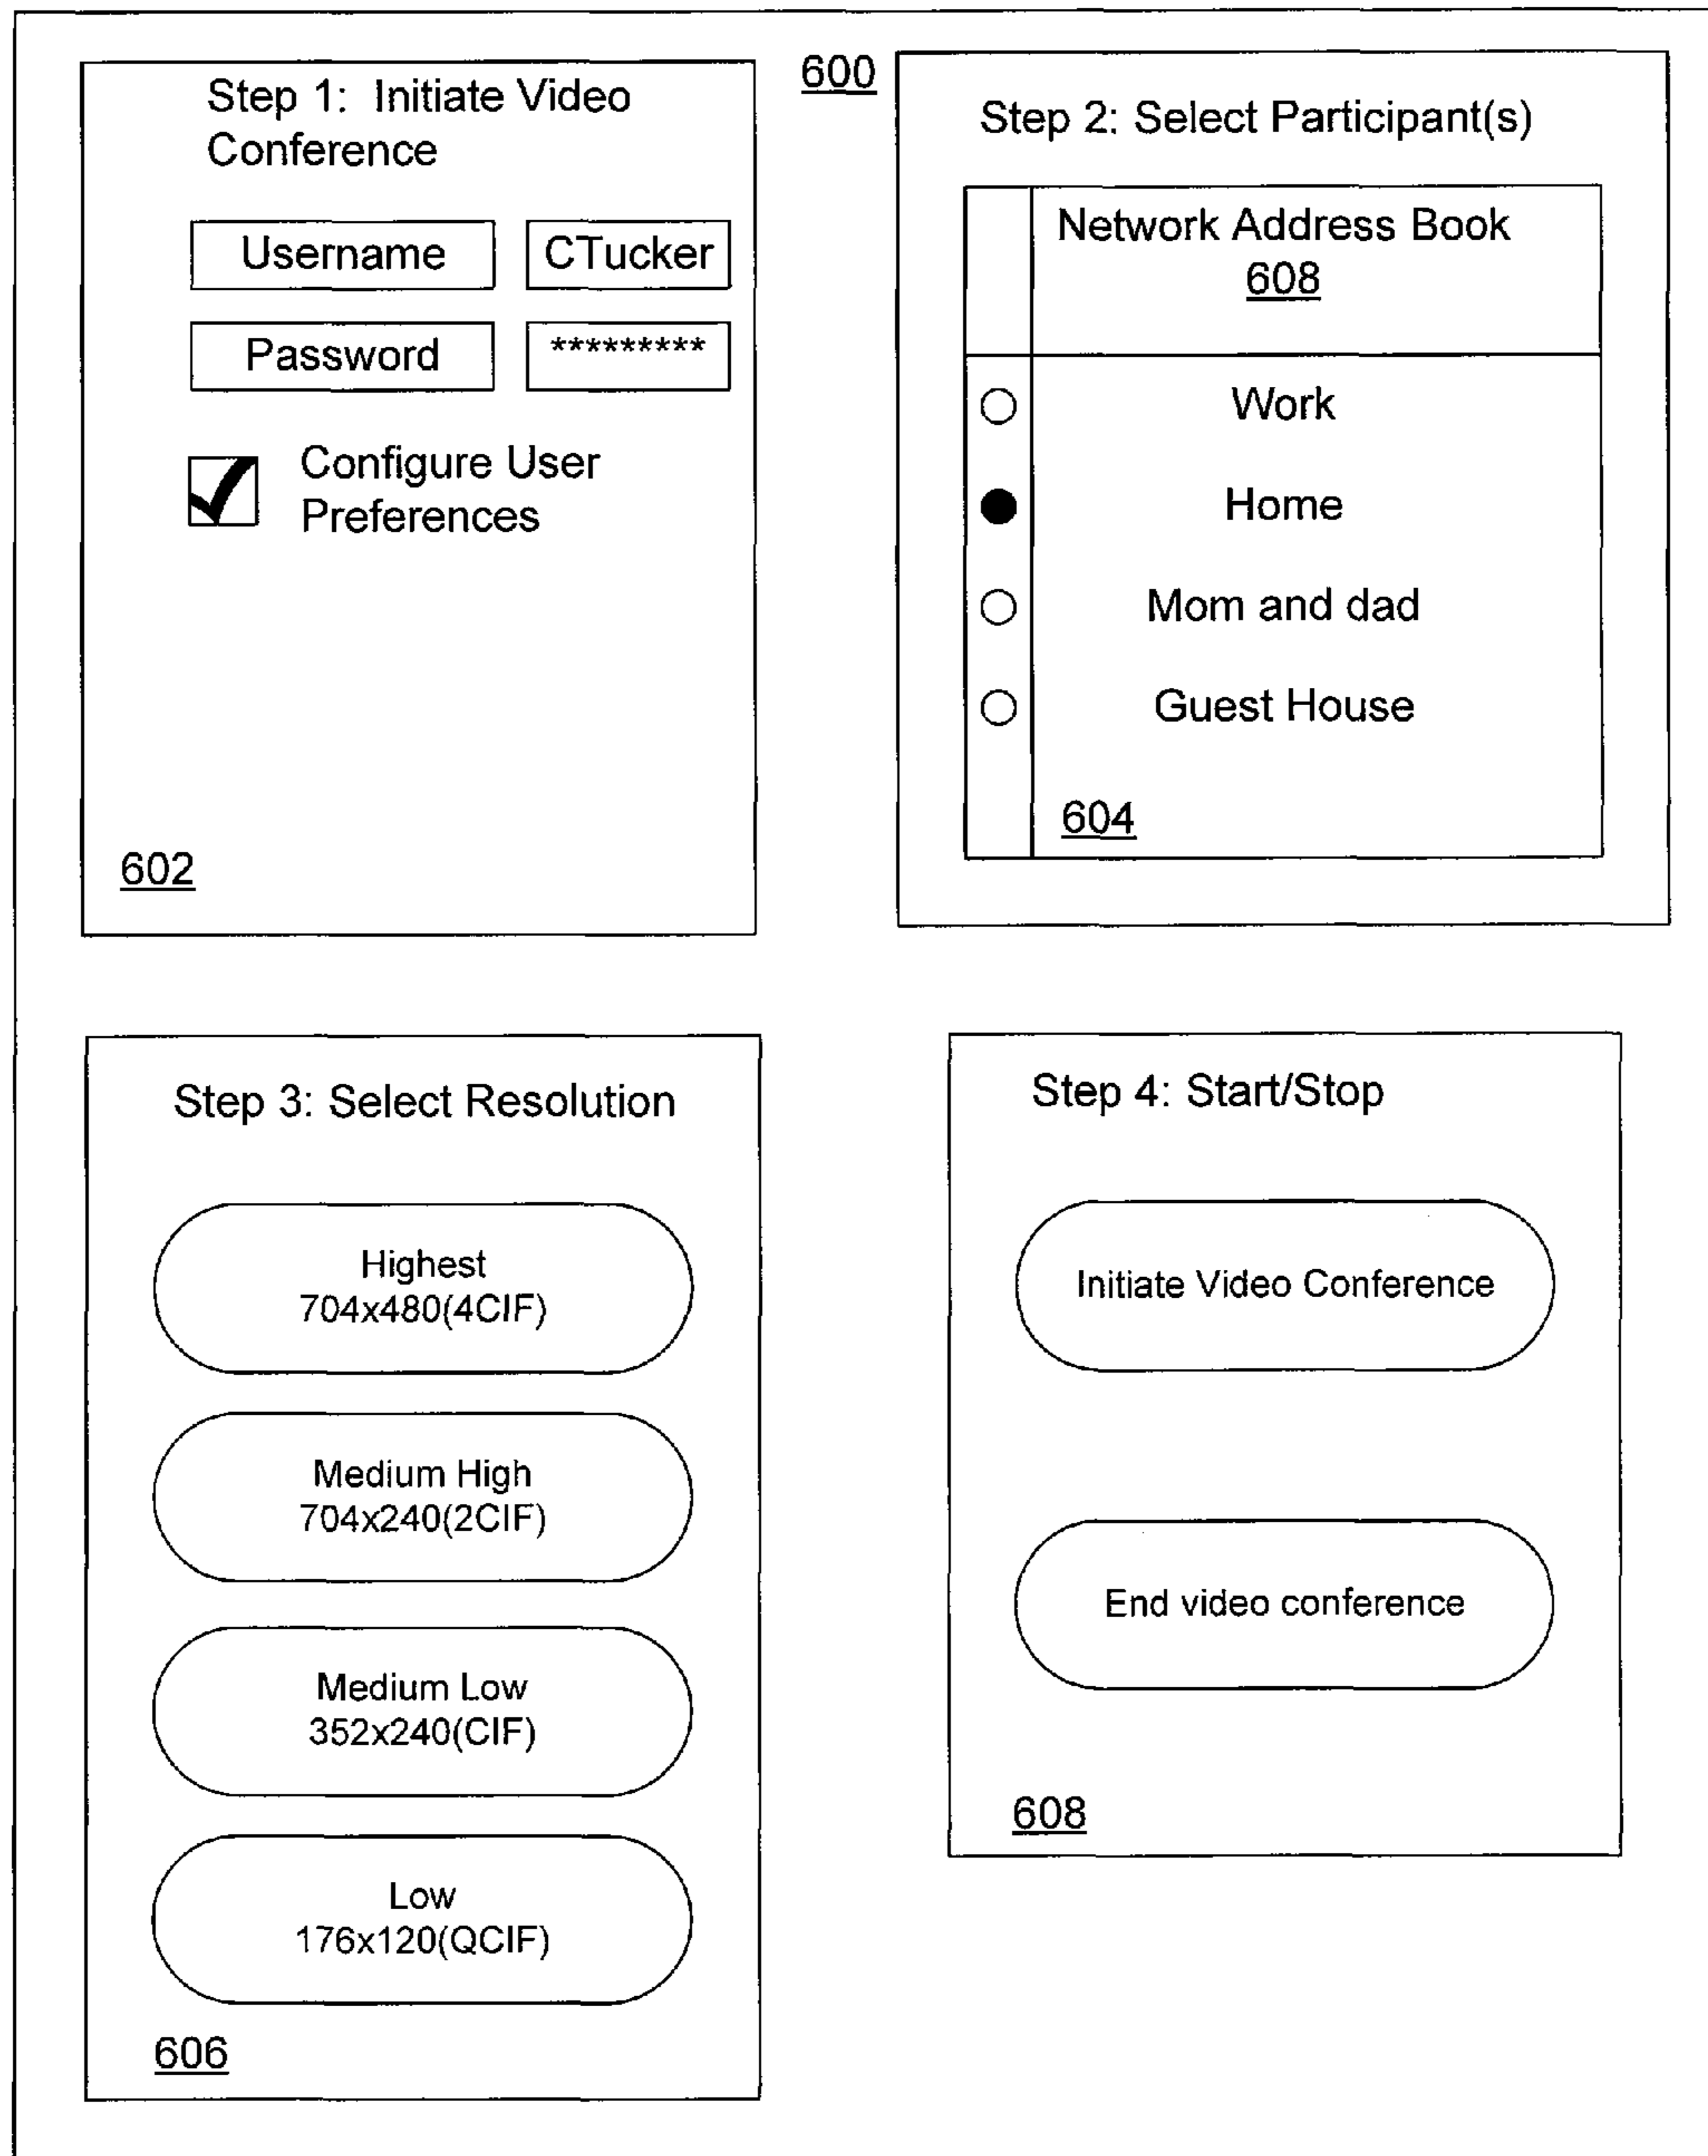 Step 1: Initiate Video
Conference
Username
CTucker
Password
*********
Configure User
Preferences
602
600
Step 2: Select Participant(s)
Network Address Book
608
Work
Home
Mom and dad
Guest House
604
Step 3: Select Resolution
Highest
704x480(4CIF)
Medium High
704x240(2CIF)
Medium Low
352x240(CIF)
Low
176x120(QCIF)
606
Step 4: Start/Stop
Initiate Video Conference
End video conference
608